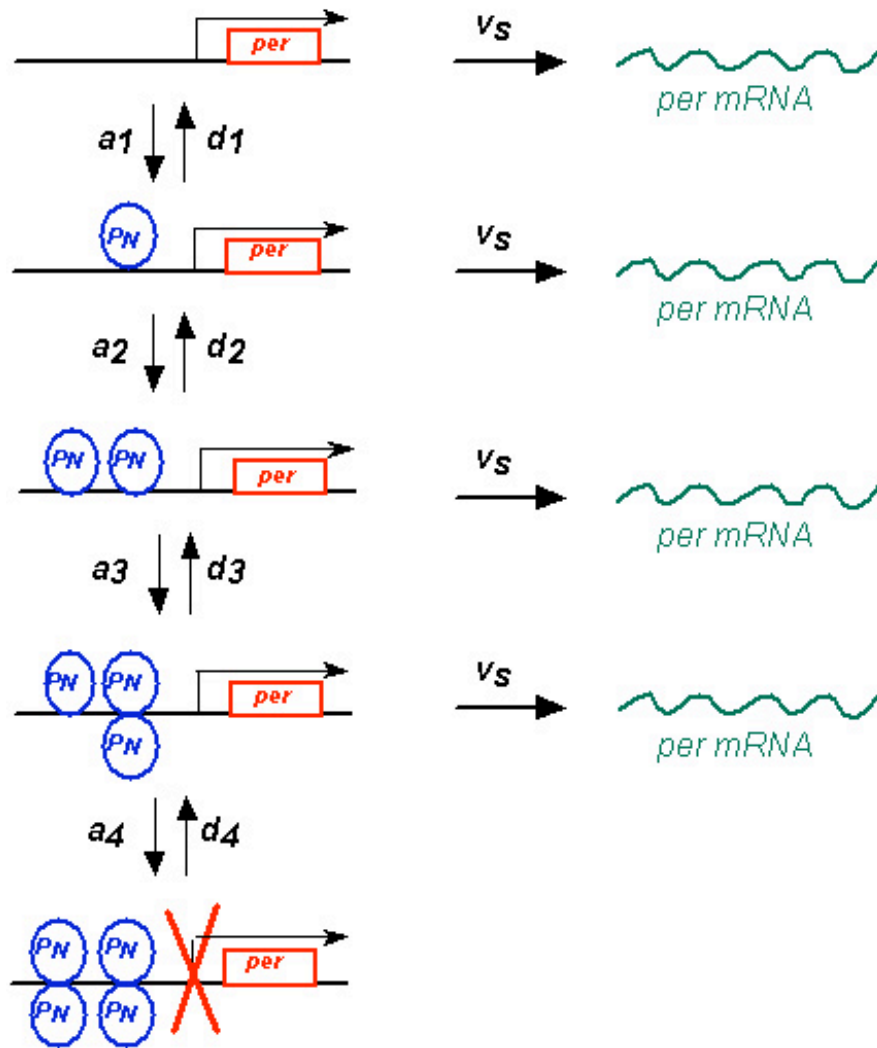 per vs
per mRNA
a1 d1
PN per vs
per mRNA
a2 d2
PN PN per vs
per mRNA
a3 d3
PN PN per vs
PN per mRNA
a4 d4
PN PN per
PN PN